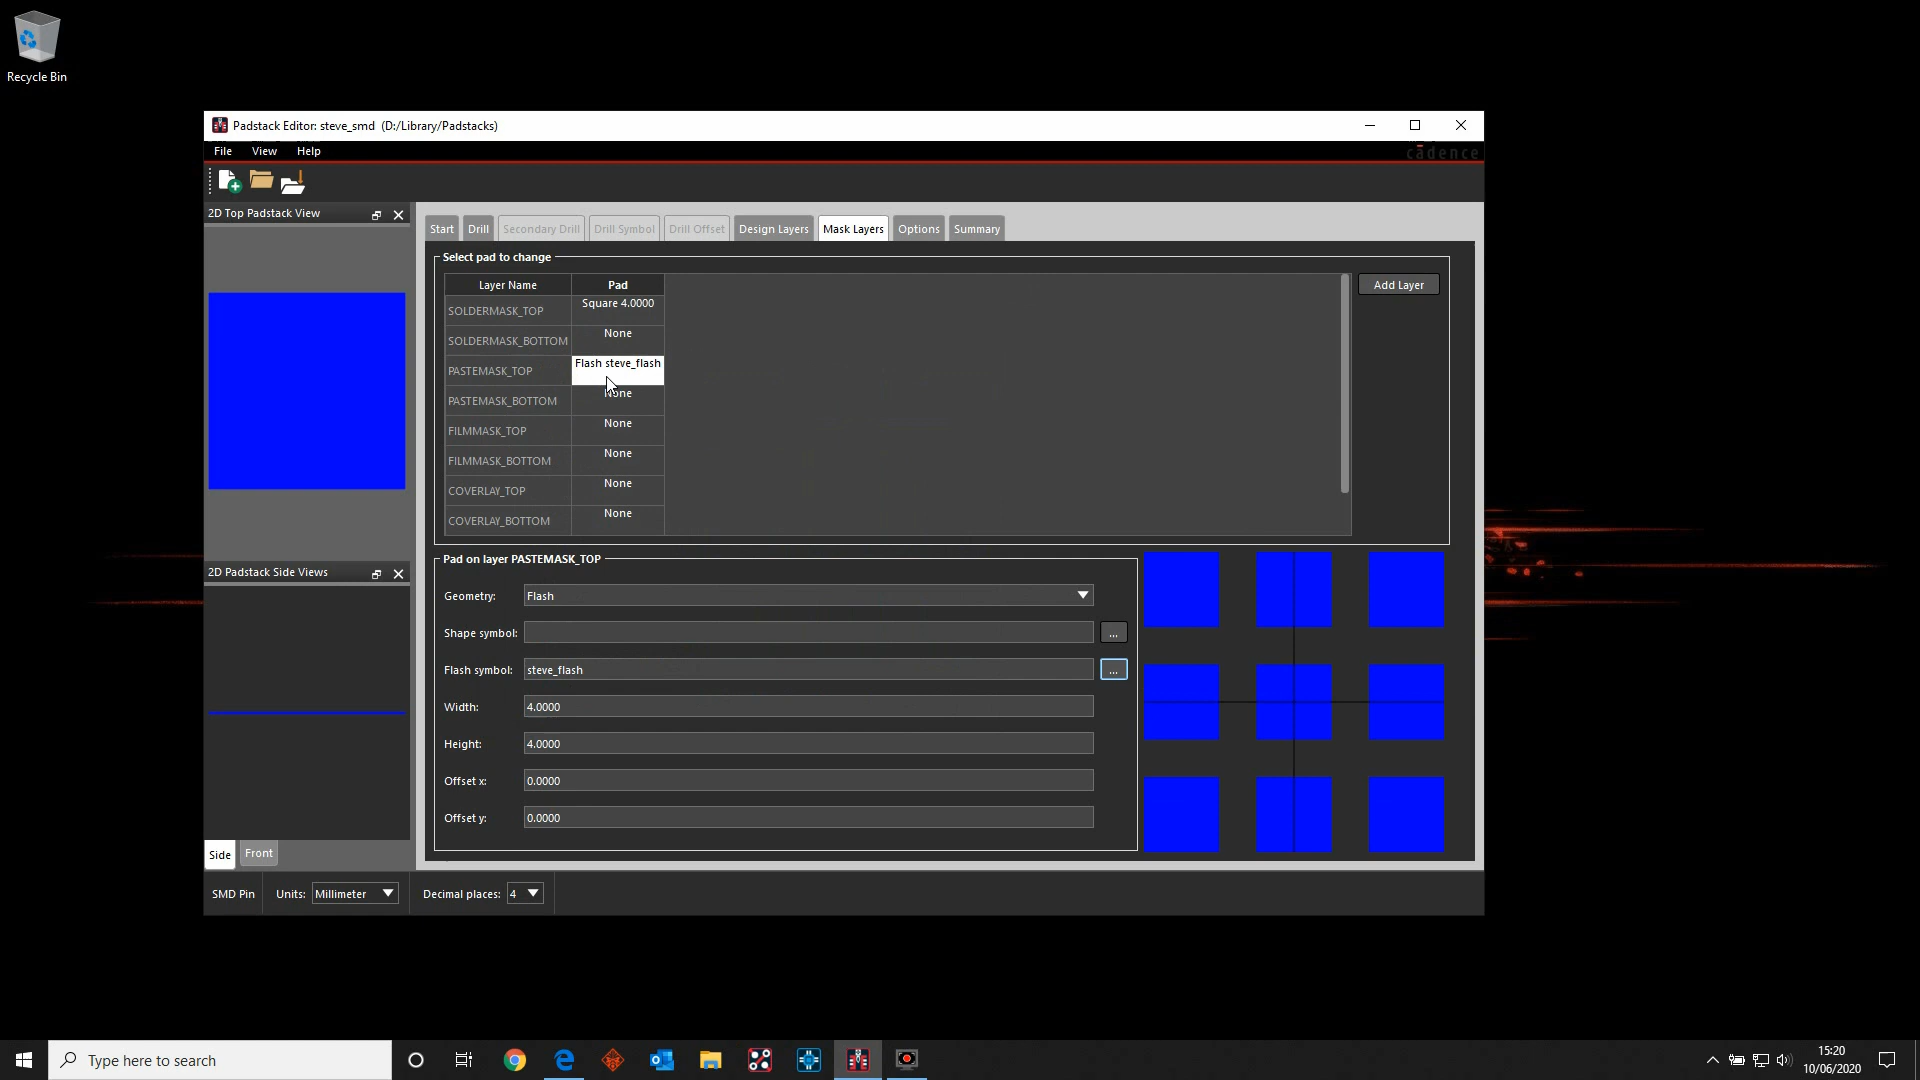 Recycle Bin
Padstack Editor: steve_smd (D:/Library/Padstacks)
File View Help
cādence
2D Top Padstack View
Start Drill Secondary Drill Drill Symbol Drill Offset Design Layers Mask Layers Options Summary
Select pad to change
Layer Name Pad
SOLDERMASK_TOP Square 4.0000
SOLDERMASK_BOTTOM None
PASTEMASK_TOP Flash steve_flash
PASTEMASK_BOTTOM None
FILMMASK_TOP None
FILMMASK_BOTTOM None
COVERLAY_TOP None
COVERLAY_BOTTOM None
Add Layer
2D Padstack Side Views
Pad on layer PASTEMASK_TOP
Geometry: Flash
Shape symbol: ...
Flash symbol: steve_flash ...
Width: 4.0000
Height: 4.0000
Offset x: 0.0000
Offset y: 0.0000
Side Front
SMD Pin Units: Millimeter Decimal places: 4
Type here to search
15:20
10/06/2020